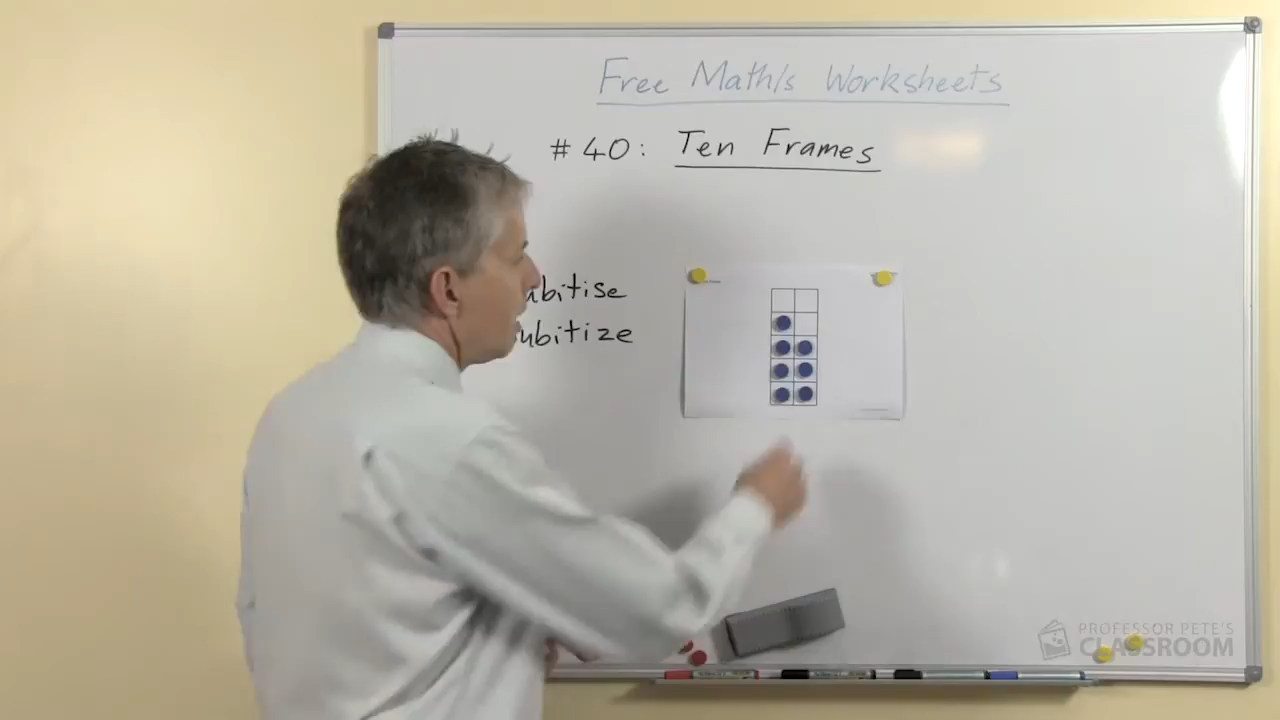 Free Math/s Worksheets
# 40: Ten Frames
ubitise
ubitize
PROFESSOR PETE'S
CLASSROOM